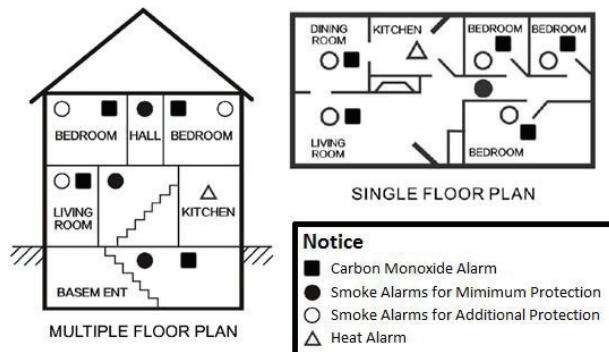 BEDROOM
HALL
BEDROOM
LIVING
ROOM
KITCHEN
BASEM ENT
MULTIPLE FLOOR PLAN
DINING
ROOM
KITCHEN
BEDROOM
BEDROOM
LIVING
ROOM
BEDROOM
SINGLE FLOOR PLAN
Notice
Carbon Monoxide Alarm
Smoke Alarms for Mimimum Protection
Smoke Alarms for Additional Protection
Heat Alarm